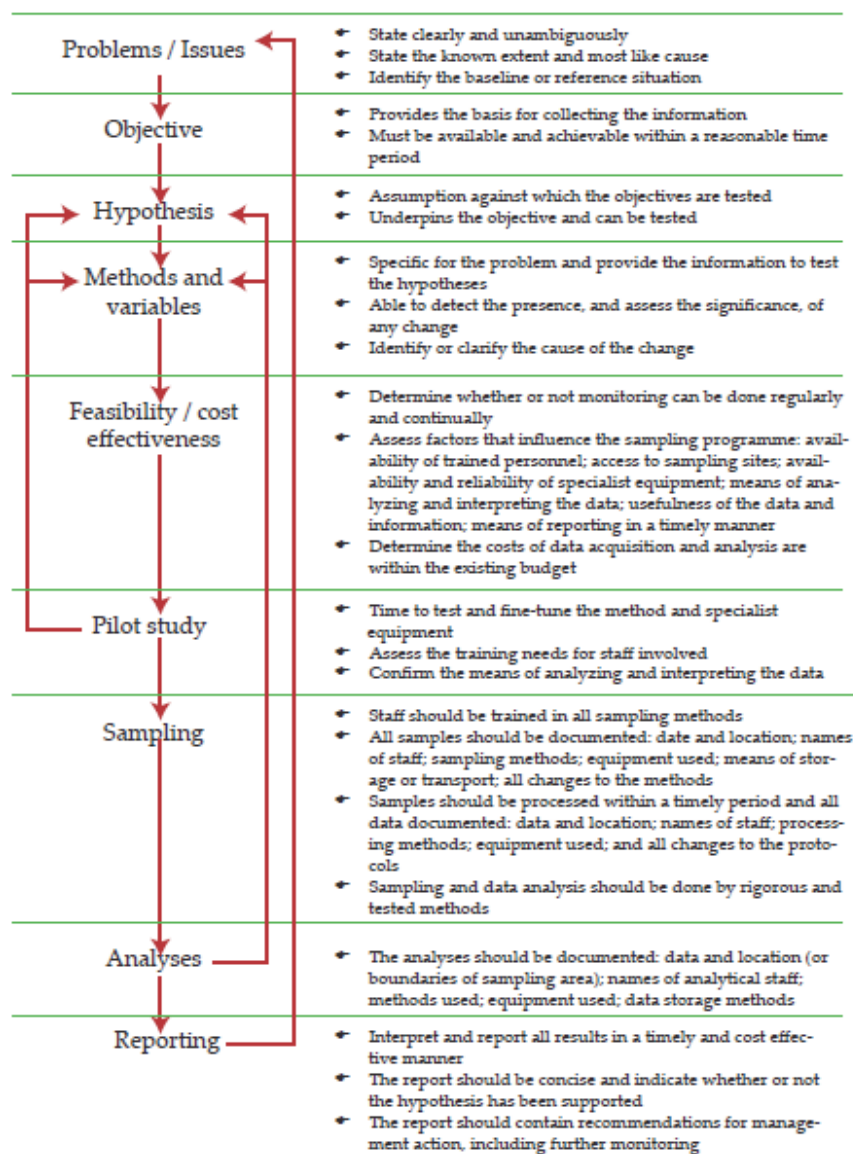 Problems / Issues
State clearly and unambiguously
State the known extent and most like cause
Identify the baseline or reference situation
Objective
Provides the basis for collecting the information
Must be available and achievable within a reasonable time
period
Hypothesis
Assumption against which the objectives are tested
Underpins the objective and can be tested
Methods and
variables
Specific for the problem and provide the information to test
the hypotheses
Able to detect the presence, and assess the significance, of
any change
Identify or clarify the cause of the change
Feasibility / cost
effectiveness
Determine whether or not monitoring can be done regularly
and continually
Assess factors that influence the sampling programme: avail-
ability of trained personnel; access to sampling sites; avail-
ability and reliability of specialist equipment; means of ana-
lyzing and interpreting the data; usefulness of the data and
information; means of reporting in a timely manner
Determine the costs of data acquisition and analysis are
within the existing budget
Pilot study
Time to test and fine-tune the method and specialist
equipment
Assess the training needs for staff involved
Confirm the means of analyzing and interpreting the data
Sampling
Staff should be trained in all sampling methods
All samples should be documented: date and location; names
of staff; sampling methods; equipment used; means of stor-
age or transport; all changes to the methods
Samples should be processed within a timely period and all
data documented: data and location; names of staff; process-
ing methods; equipment used; and all changes to the proto-
cols
Sampling and data analysis should be done by rigorous and
tested methods
Analyses
The analyses should be documented: data and location (or
boundaries of sampling area); names of analytical staff;
methods used; equipment used; data storage methods
Reporting
Interpret and report all results in a timely and cost effec-
tive manner
The report should be concise and indicate whether or not
the hypothesis has been supported
The report should contain recommendations for manage-
ment action, including further monitoring